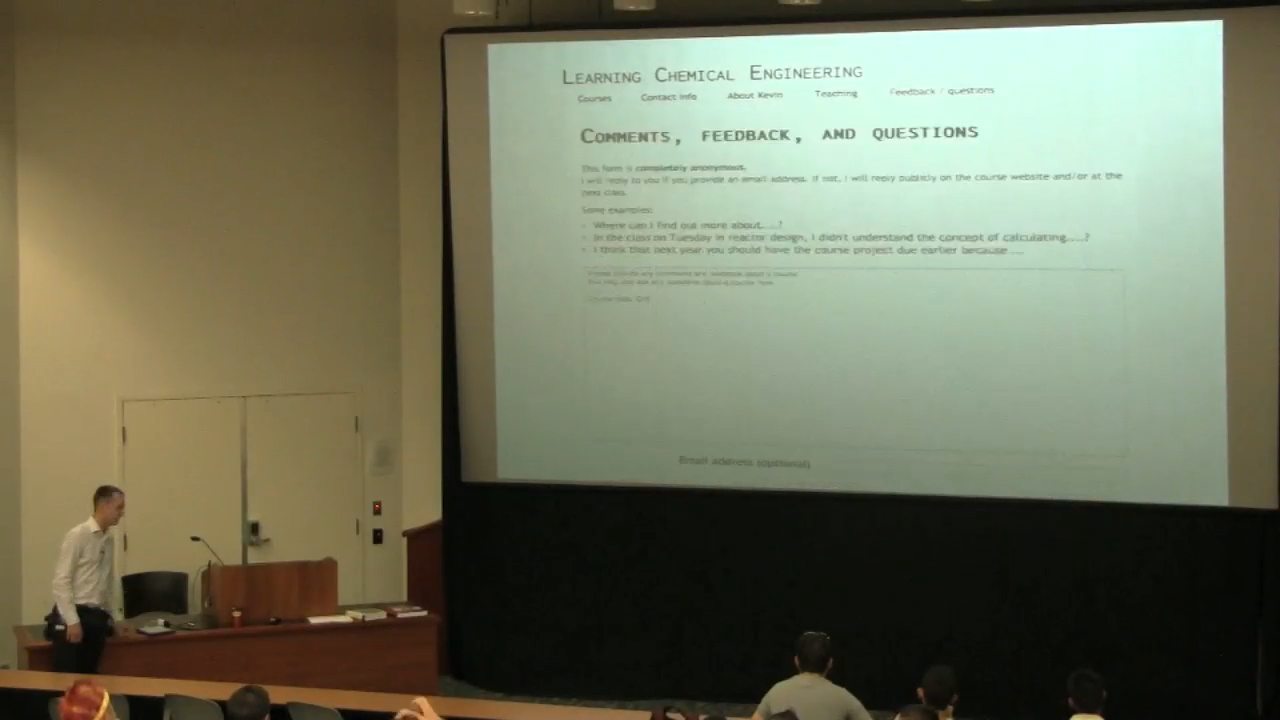 LEARNING CHEMICAL ENGINEERING
Courses Contact info About Kevin Teaching Feedback / questions
COMMENTS, FEEDBACK, AND QUESTIONS
This form is completely anonymous.
I will reply to you if you provide an email address. If not, I will reply publicly on the course website and/or at the
next class.
Some examples:
Where can I find out more about....?
In the class on Tuesday in reactor design, I didn't understand the concept of calculating.....?
I think that next year you should have the course project due earlier because ....
Email address (optional)